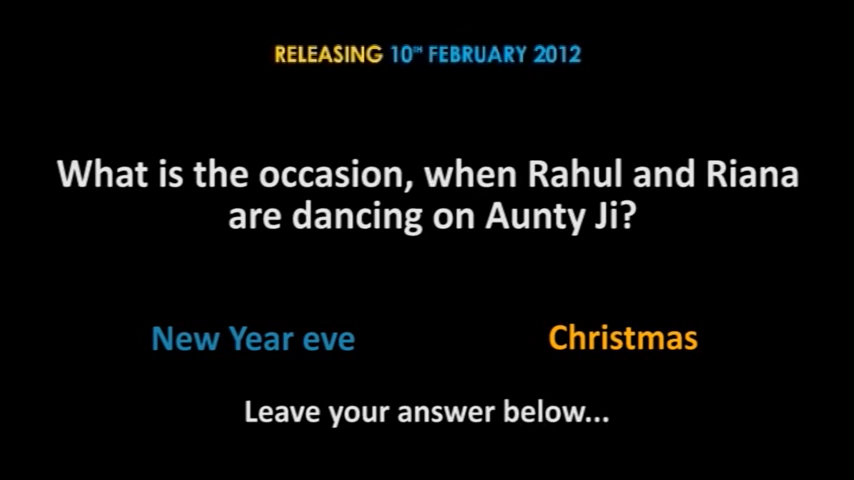 RELEASING 10TH FEBRUARY 2012
What is the occasion, when Rahul and Riana
are dancing on Aunty Ji?
New Year eve
Christmas
Leave your answer below...